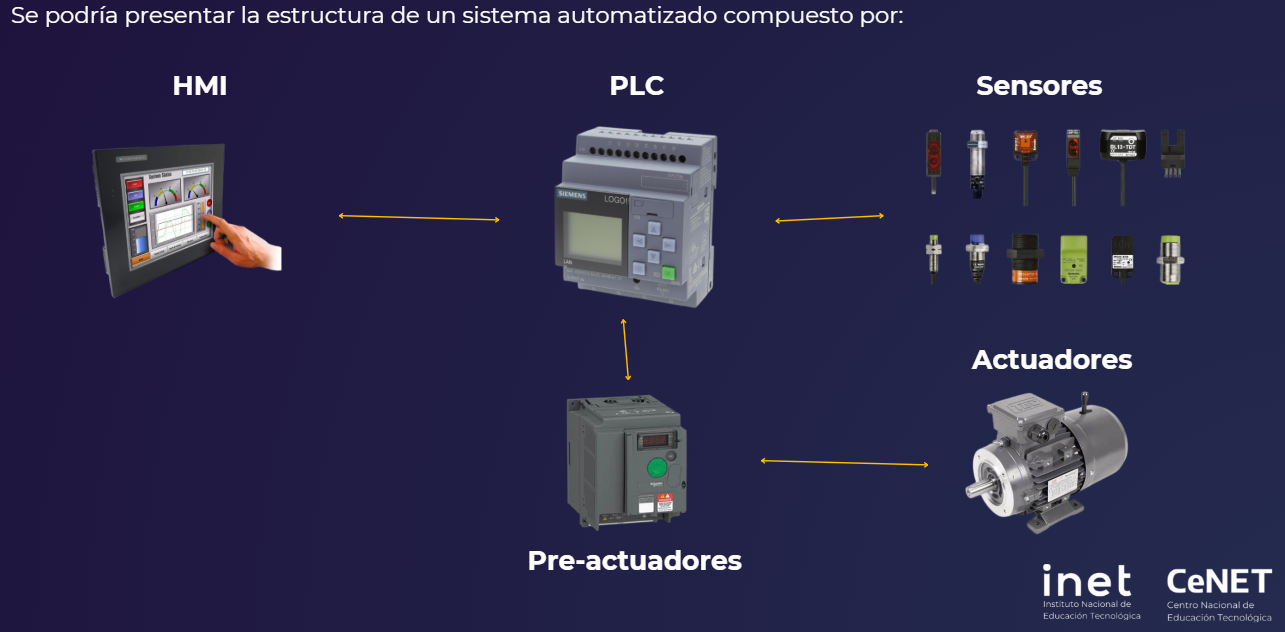 Se podría presentar la estructura de un sistema automatizado compuesto por:
HMI
PLC
Sensores
SIEMENS
LOGO!
Actuadores
Pre-actuadores
inet
Instituto Nacional de
Educación Tecnológica
CeNET
Centro Nacional de
Educación Tecnológica